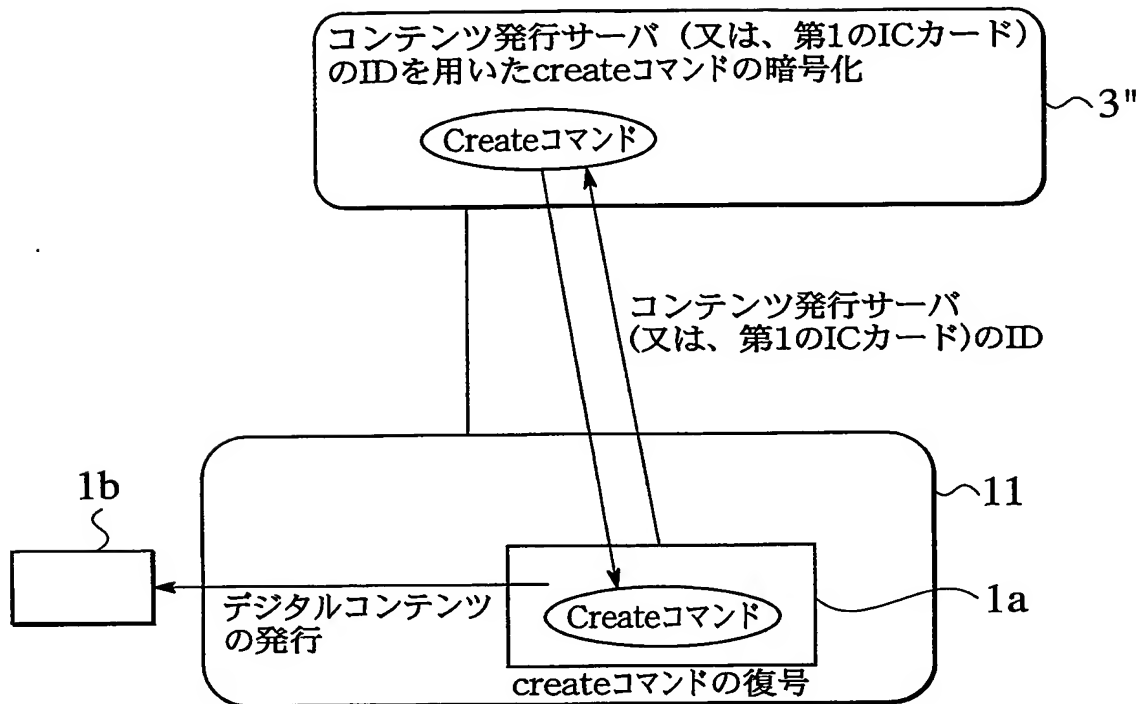 コンテンツ発行サーバ（又は、第1のICカード）
のIDを用いたcreateコマンドの暗号化
3"
Createコマンド
コンテンツ発行サーバ
(又は、第1のICカード)のID
1b
11
デジタルコンテンツ
の発行
Createコマンド
1a
createコマンドの復号